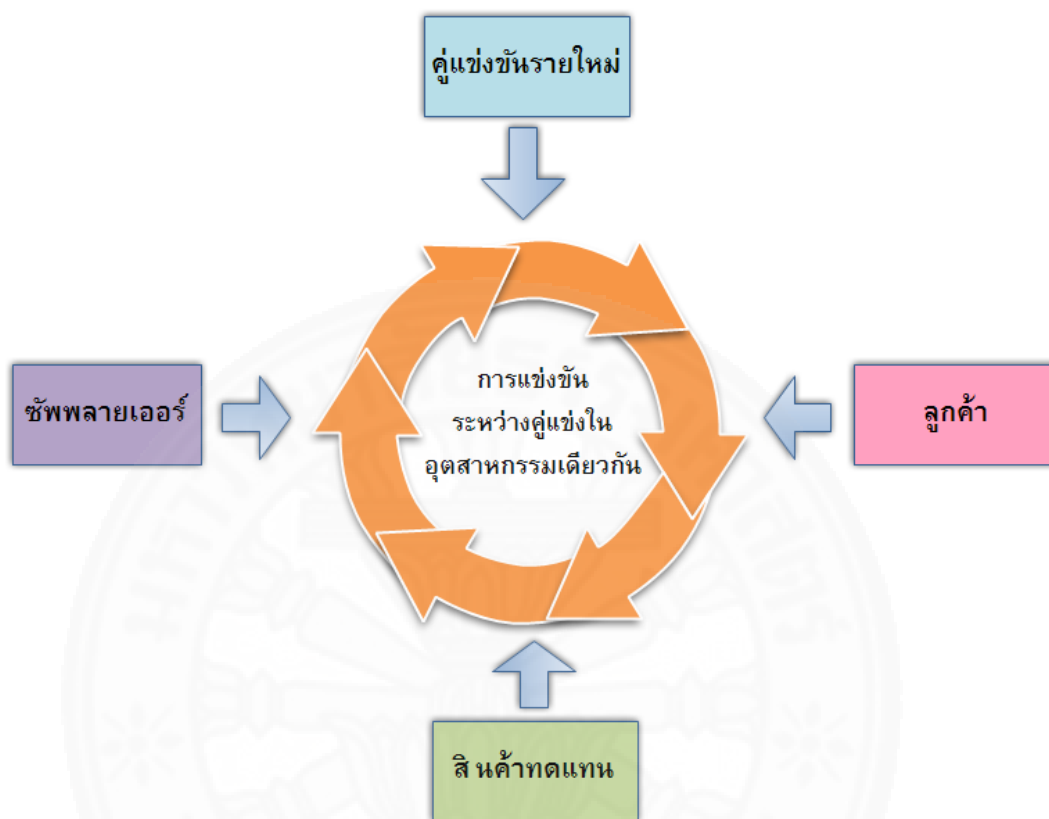 คู่แข่งขันรายใหม่
การแข่งขัน
ระหว่างคู่แข่งใน
อุตสาหกรรมเดียวกัน
ซัพพลายเออร์
ลูกค้า
สินค้าทดแทน